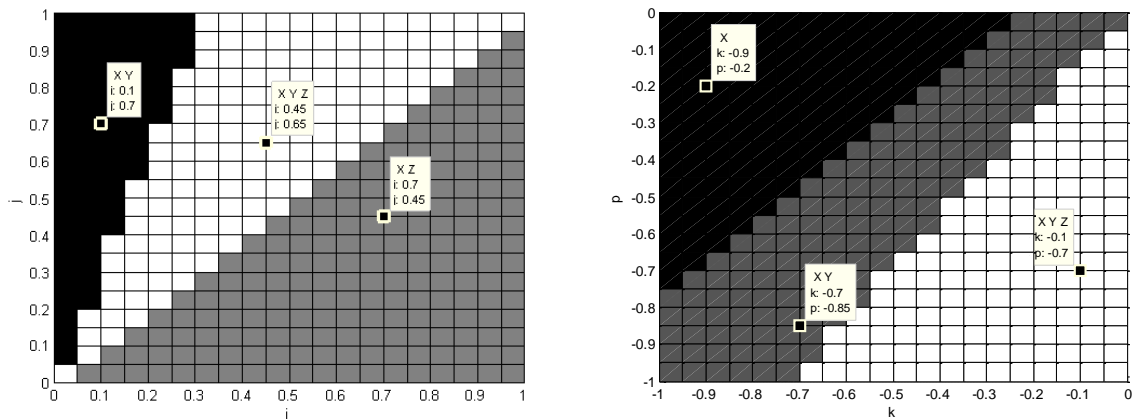 1
0.9
0.8
0.7
0.6
0.5
0.4
0.3
0.2
0.1
0
j
X Y
i: 0.1
j: 0.7
X Y Z
i: 0.45
j: 0.65
X Z
i: 0.7
j: 0.45
0 0.1 0.2 0.3 0.4 0.5 0.6 0.7 0.8 0.9 1
i
0
-0.1
-0.2
-0.3
-0.4
-0.5
-0.6
-0.7
-0.8
-0.9
-1
p
X
k: -0.9
p: -0.2
X Y Z
k: -0.1
p: -0.7
X Y
k: -0.7
p: -0.85
-1 -0.9 -0.8 -0.7 -0.6 -0.5 -0.4 -0.3 -0.2 -0.1 0
k